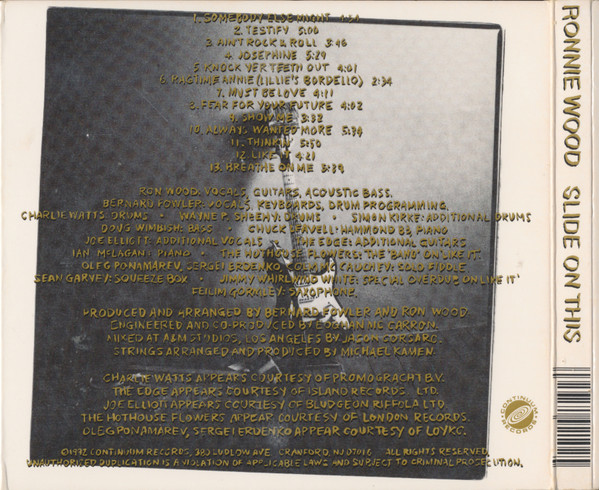 1. SOMEBODY ELSE MIGHT 4:34
2. TESTIFY 5:00
3. AIN'T ROCK & ROLL 3:46
4. JOSEPHINE 5:29
5. KNOCK YER TEETH OUT 4:01
6. RAGTIME ANNIE (LILLIE'S BORDELLO) 2:34
7. MUST BE LOVE 4:11
8. FEAR FOR YOUR FUTURE 4:02
9. SHOW ME 3:38
10. ALWAYS WANTED MORE 5:34
11. THINKIN' 5:50
12. LIKE IT 4:21
13. BREATHE ON ME 3:39
RON WOOD: VOCALS, GUITARS, ACOUSTIC BASS.
BERNARD FOWLER: VOCALS, KEYBOARDS, DRUM PROGRAMMING.
CHARLIE WATTS: DRUMS • WAYNE P. SHEEHY: DRUMS • SIMON KIRKE: ADDITIONAL DRUMS
DOUG WIMBISH: BASS • CHUCK LEAVELL: HAMMOND B3, PIANO
JOE ELLIOTT: ADDITIONAL VOCALS • THE EDGE: ADDITIONAL GUITARS
IAN McLAGAN: PIANO • THE HOTHOUSE FLOWERS: THE 'BAND' ON 'LIKE IT'.
OLEG PONAMAREV, SERGEI ERDENKO, GEORGE CAUCHEY: SOLO FIDDLE
SEAN GARVEY: SQUEEZE BOX • JIMMY WHIRLWIND WHITE: SPECIAL OVERDUB ON 'LIKE IT'
FEILIM GORMLEY: SAXOPHONE.
PRODUCED AND ARRANGED BY BERNARD FOWLER AND RON WOOD.
ENGINEERED AND CO-PRODUCED BY EOGHAN MC CARRON.
MIXED AT A&M STUDIOS, LOS ANGELES BY JASON CORSARO.
STRINGS ARRANGED AND PRODUCED BY MICHAEL KAMEN.
CHARLIE WATTS APPEARS COURTESY OF PROMOGRACHT B.V.
THE EDGE APPEARS COURTESY OF ISLAND RECORDS LTD.
JOE ELLIOTT APPEARS COURTESY OF BLUDGEON RIFFOLA LTD.
THE HOTHOUSE FLOWERS APPEAR COURTESY OF LONDON RECORDS.
OLEG PONAMAREV, SERGEI ERDENKO APPEAR COURTESY OF LOYKO.
©1992 CONTINUUM RECORDS, 380 LUDLOW AVE. CRANFORD, NJ 07016 ALL RIGHTS RESERVED.
UNAUTHORISED DUPLICATION IS A VIOLATION OF APPLICABLE LAWS AND SUBJECT TO CRIMINAL PROSECUTION.
RONNIE WOOD SLIDE ON THIS
CONTINUUM RECORDS